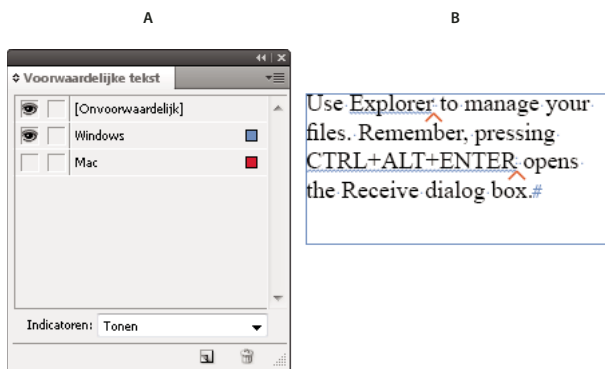 A
B
Voorwaardelijke tekst
[Onvoorwaardelijk]
Windows
Mac
Indicatoren: Tonen
Use Explorer to manage your
files. Remember, pressing
CTRL+ALT+ENTER opens
the Receive dialog box.#